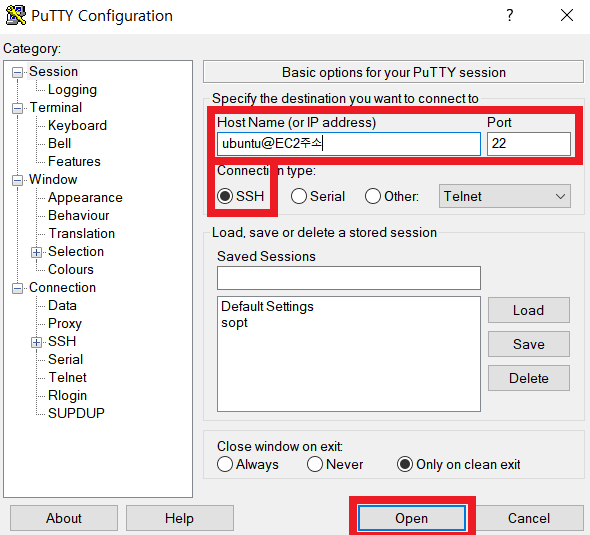 PuTTY Configuration
?
Category:
Session
Logging
Terminal
Keyboard
Bell
Features
Window
Appearance
Behaviour
Translation
Selection
Colours
Connection
Data
Proxy
SSH
Serial
Telnet
Rlogin
SUPDUP
Basic options for your PuTTY session
Specify the destination you want to connect to
Host Name (or IP address) Port
ubuntu@EC2주소 22
Connection type:
SSH Serial Other: Telnet
Load, save or delete a stored session
Saved Sessions
Default Settings
sopt
Load
Save
Delete
Close window on exit:
Always Never Only on clean exit
About Help Open Cancel